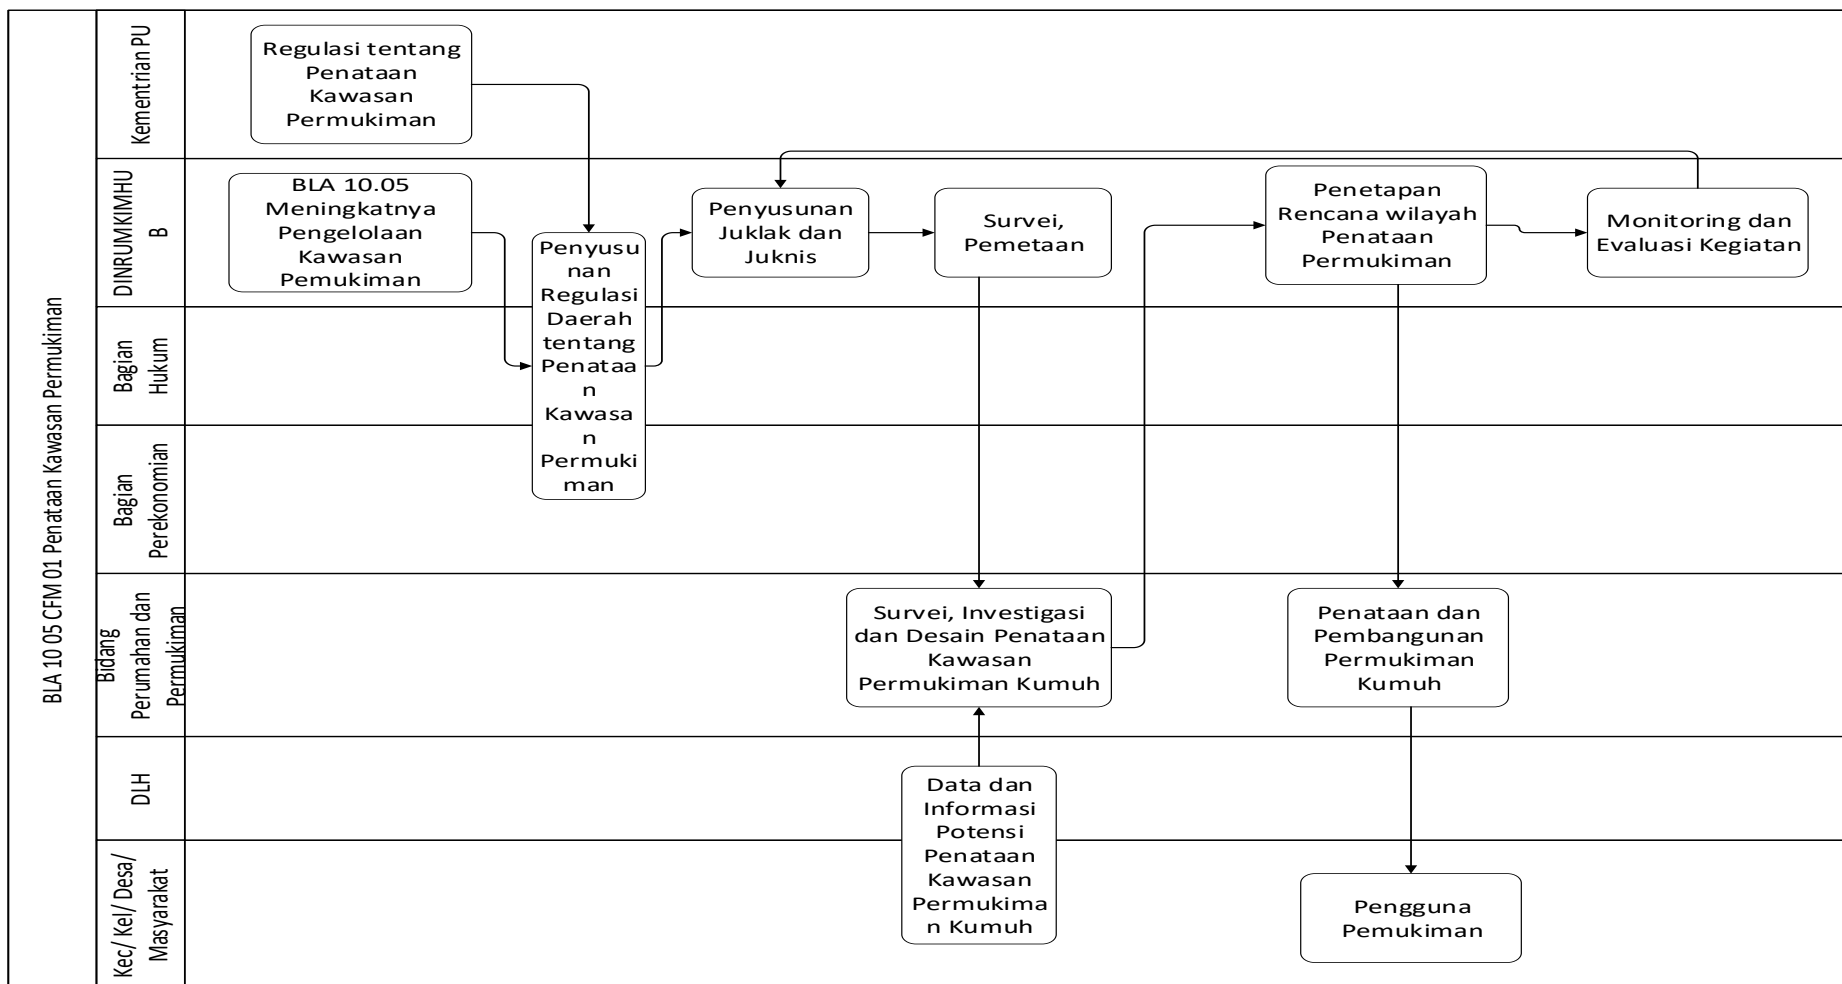 BLA 10 05 CFM 01 Penataan Kawasan Permukiman
Kementrian PU
Regulasi tentang
Penataan
Kawasan
Permukiman
DINRUMKIMHU
B
BLA 10.05
Meningkatnya
Pengelolaan
Kawasan
Pemukiman
Penyusu
nan
Regulasi
Daerah
tentang
Penataa
n
Kawasa
n
Permuki
man
Penyusunan
Juklak dan
Juknis
Survei,
Pemetaan
Penetapan
Rencana wilayah
Penataan
Permukiman
Monitoring dan
Evaluasi Kegiatan
Bagian
Hukum
Bagian
Perekonomian
Bidang
Perumahan dan
Permukiman
Survei, Investigasi
dan Desain Penataan
Kawasan
Permukiman Kumuh
Penataan dan
Pembangunan
Permukiman
Kumuh
DLH
Data dan
Informasi
Potensi
Penataan
Kawasan
Permukima
n Kumuh
Kec/ Kel/ Desa/
Masyarakat
Pengguna
Pemukiman